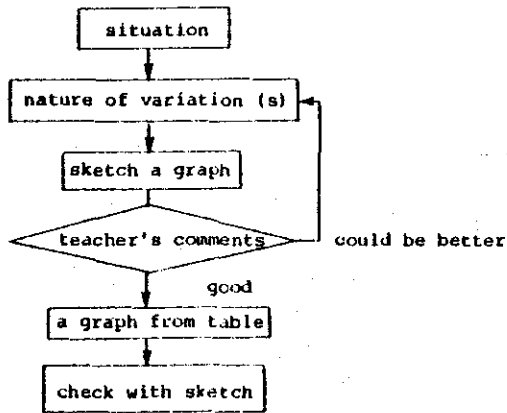 situation
nature of variation (s)
sketch a graph
teacher's comments
could be better
good
a graph from table
check with sketch